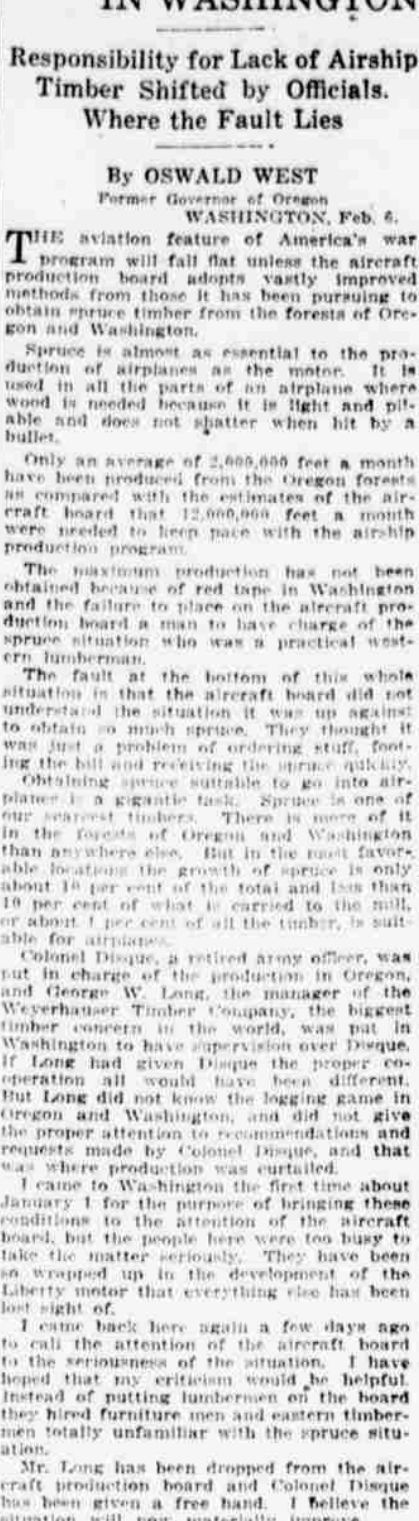 IN WASHINGTON
Responsibility for Lack of Airship
Timber Shifted by Officials.
Where the Fault Lies
By OSWALD WEST
Former Governor of Oregon
WASHINGTON, Feb. 6.
THE aviation feature of America's war
program will fall flat unless the aircraft
production board adopts vastly improved
methods from those it has been pursuing to
obtain spruce timber from the forests of Ore-
gon and Washington.
Spruce is almost as essential to the pro-
duction of airplanes as the motor. It is
used in all the parts of an airplane where
wood is needed because it is light and pli-
able and does not shatter when hit by a
bullet.
Only an average of 2,000,000 feet a month
have been produced from the Oregon forests
as compared with the estimates of the air-
craft board that 12,000,000 feet a month
were needed to keep pace with the airship
production program.
The maximum production has not been
obtained because of red tape in Washington
and the failure to place on the aircraft pro-
duction board a man to have charge of the
spruce situation who was a practical west-
ern lumberman.
The fault at the bottom of this whole
situation is that the aircraft board did not
understand the situation it was up against
to obtain so much spruce. They thought it
was just a problem of ordering stuff, foot-
ing the bill and receiving the spruce quickly.
Obtaining spruce suitable to go into air-
planes is a gigantic task. Spruce is one of
our scarcest timbers. There is more of it
in the forests of Oregon and Washington
than anywhere else. But in the most favor-
able locations the growth of spruce is only
about 10 per cent of the total and less than
10 per cent of what is carried to the mill,
or about 1 per cent of all the timber, is suit-
able for airplanes.
Colonel Disque, a retired army officer, was
put in charge of the production in Oregon,
and George W. Long, the manager of the
Weyerhauser Timber Company, the biggest
timber concern in the world, was put in
Washington to have supervision over Disque.
If Long had given Disque the proper co-
operation all would have been different.
But Long did not know the logging game in
Oregon and Washington, and did not give
the proper attention to recommendations and
requests made by Colonel Disque, and that
was where production was curtailed.
I came to Washington the first time about
January 1 for the purpose of bringing these
conditions to the attention of the aircraft
board, but the people here were too busy to
take the matter seriously. They have been
so wrapped up in the development of the
Liberty motor that everything else has been
lost sight of.
I came back here again a few days ago
to call the attention of the aircraft board
to the seriousness of the situation. I have
hoped that my criticism would be helpful.
Instead of putting lumbermen on the board
they hired furniture men and eastern timber-
men totally unfamiliar with the spruce situ-
ation.
Mr. Long has been dropped from the air-
craft production board and Colonel Disque
has been given a free hand. I believe the
situation will now materially improve.